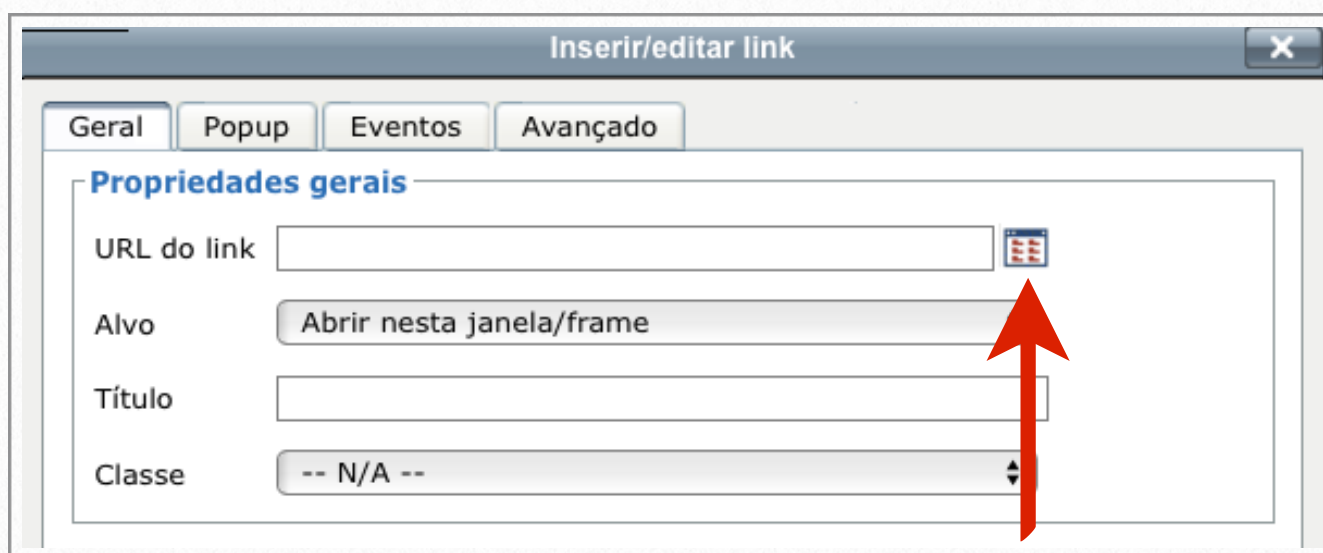 Inserir/editar link
Geral Popup Eventos Avançado
Propriedades gerais
URL do link
Alvo Abrir nesta janela/frame
Título
Classe -- N/A --